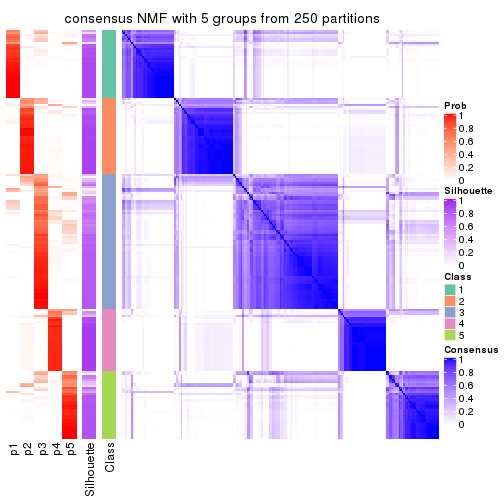 consensus NMF with 5 groups from 250 partitions
Prob
1
0.8
0.6
0.4
0.2
0
Silhouette
1
0.8
0.6
0.4
0.2
0
Class
1
2
3
4
5
Consensus
1
0.8
0.6
0.4
0.2
0
p1
p2
p3
p4
p5
Silhouette
Class